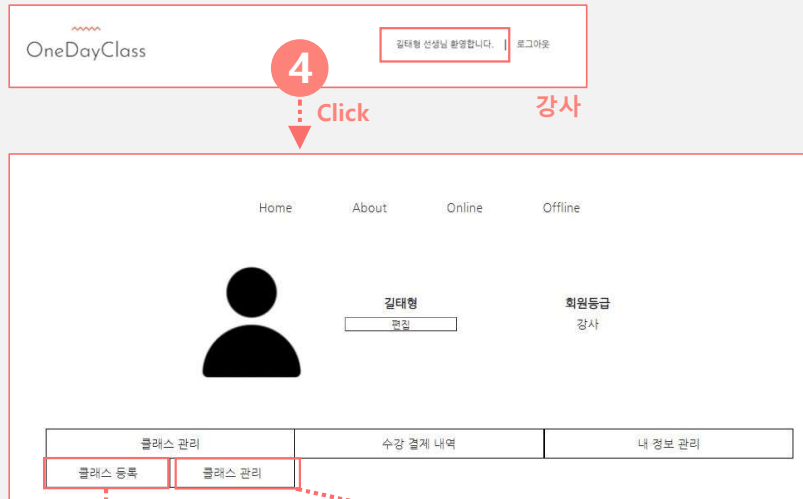 OneDayClass
길태형 선생님 환영합니다. | 로그아웃
4
Click
강사
Home About Online Offline
길태형 회원등급
편집 강사
클래스 관리 수강 결제 내역 내 정보 관리
클래스 등록 클래스 관리